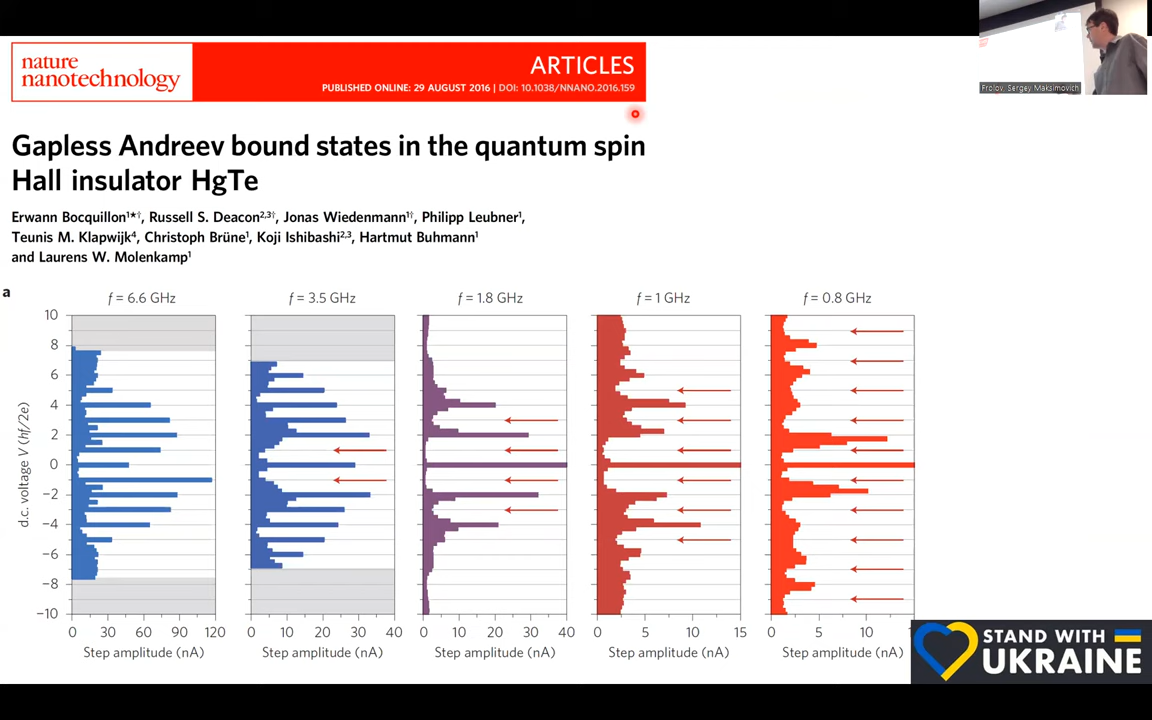 nature
nanotechnology
ARTICLES
PUBLISHED ONLINE: 29 AUGUST 2016 | DOI: 10.1038/NNANO.2016.159
Frolov, Sergey Maksimovich
Gapless Andreev bound states in the quantum spin
Hall insulator HgTe
Erwann Bocquillon¹*†, Russell S. Deacon²,³†, Jonas Wiedenmann¹†, Philipp Leubner¹,
Teunis M. Klapwijk⁴, Christoph Brüne¹, Koji Ishibashi²,³, Hartmut Buhmann¹
and Laurens W. Molenkamp¹
a
f = 6.6 GHz
f = 3.5 GHz
f = 1.8 GHz
f = 1 GHz
f = 0.8 GHz
d.c. voltage V (hf/2e)
10
8
6
4
2
0
−2
−4
−6
−8
−10
0 30 60 90 120
0 10 20 30 40
0 10 20 30 40
0 5 10 15
0 5 10
Step amplitude (nA)
Step amplitude (nA)
Step amplitude (nA)
Step amplitude (nA)
Step amplitude (nA)
STAND WITH
UKRAINE